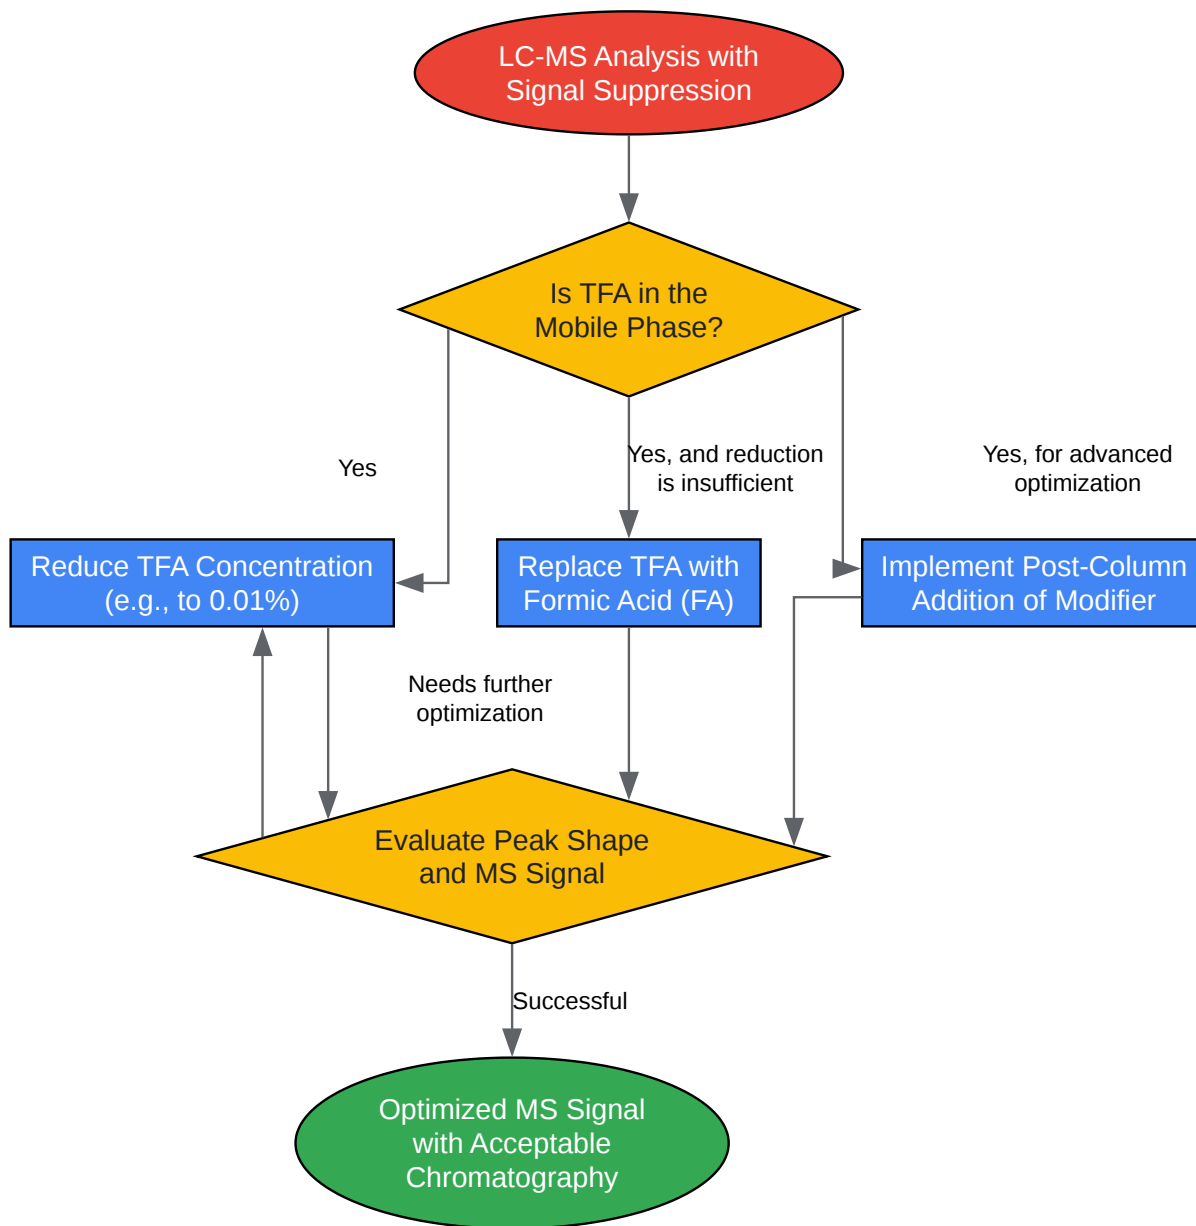 LC-MS Analysis with
Signal Suppression
Is TFA in the
Mobile Phase?
Yes
Yes, and reduction
is insufficient
Yes, for advanced
optimization
Reduce TFA Concentration
(e.g., to 0.01%)
Replace TFA with
Formic Acid (FA)
Implement Post-Column
Addition of Modifier
Needs further
optimization
Evaluate Peak Shape
and MS Signal
Successful
Optimized MS Signal
with Acceptable
Chromatography